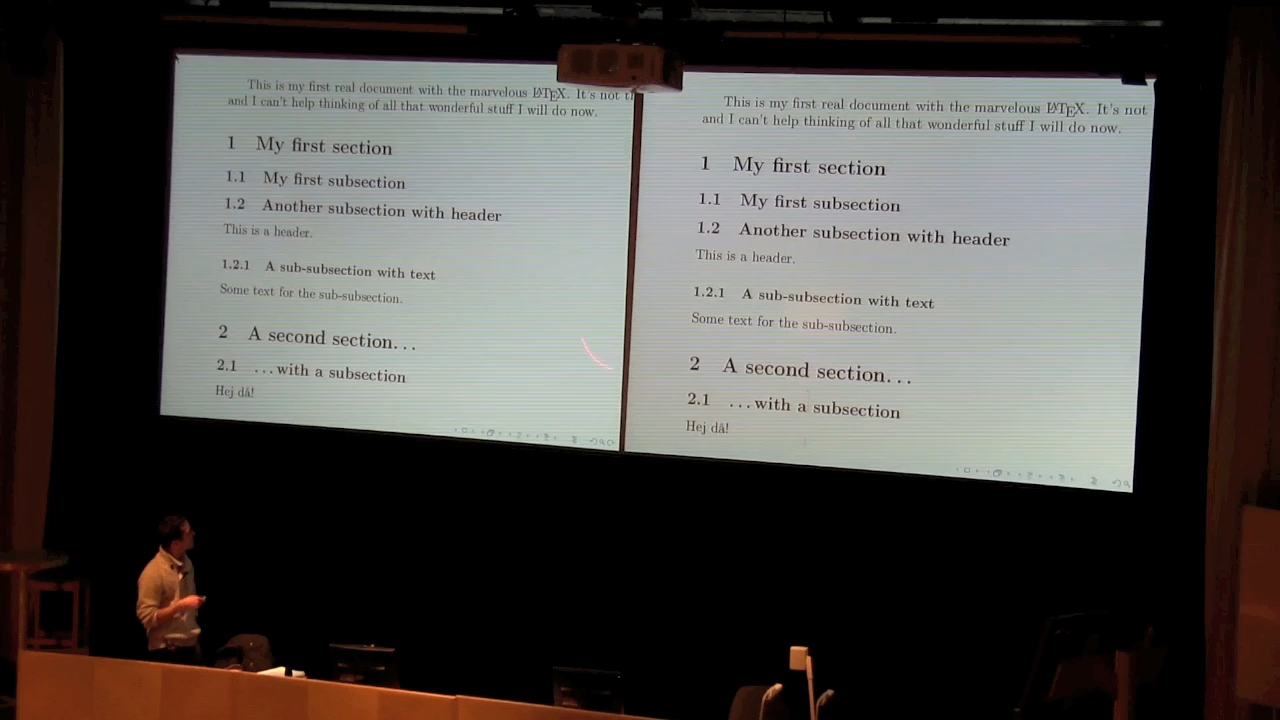 This is my first real document with the marvelous LATEX. It's not
and I can't help thinking of all that wonderful stuff I will do now.
1 My first section
1.1 My first subsection
1.2 Another subsection with header
This is a header.
1.2.1 A sub-subsection with text
Some text for the sub-subsection.
2 A second section...
2.1 ...with a subsection
Hej då!
This is my first real document with the marvelous LATEX. It's not
and I can't help thinking of all that wonderful stuff I will do now.
1 My first section
1.1 My first subsection
1.2 Another subsection with header
This is a header.
1.2.1 A sub-subsection with text
Some text for the sub-subsection.
2 A second section...
2.1 ...with a subsection
Hej då!